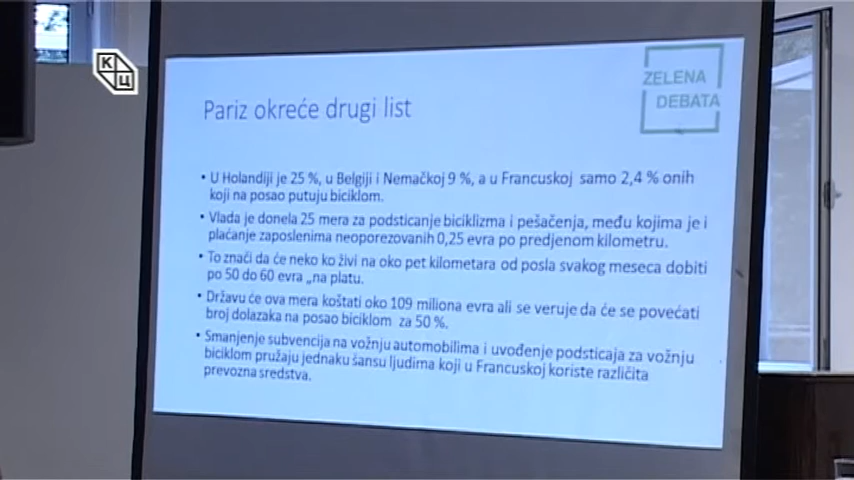 КЦ
ZELENA
DEBATA
Pariz okreće drugi list
• U Holandiji je 25 %, u Belgiji i Nemačkoj 9 %, a u Francuskoj samo 2,4 % onih
koji na posao putuju biciklom.
• Vlada je donela 25 mera za podsticanje biciklizma i pešačenja, među kojima je i
plaćanje zaposlenima neoporezovanih 0,25 evra po predjenom kilometru.
• To znači da će neko ko živi na oko pet kilometara od posla svakog meseca dobiti
po 50 do 60 evra „na platu.
• Državu će ova mera koštati oko 109 miliona evra ali se veruje da će se povećati
broj dolazaka na posao biciklom za 50 %.
• Smanjenje subvencija na vožnju automobilima i uvođenje podsticaja za vožnju
biciklom pružaju jednaku šansu ljudima koji u Francuskoj koriste različita
prevozna sredstva.